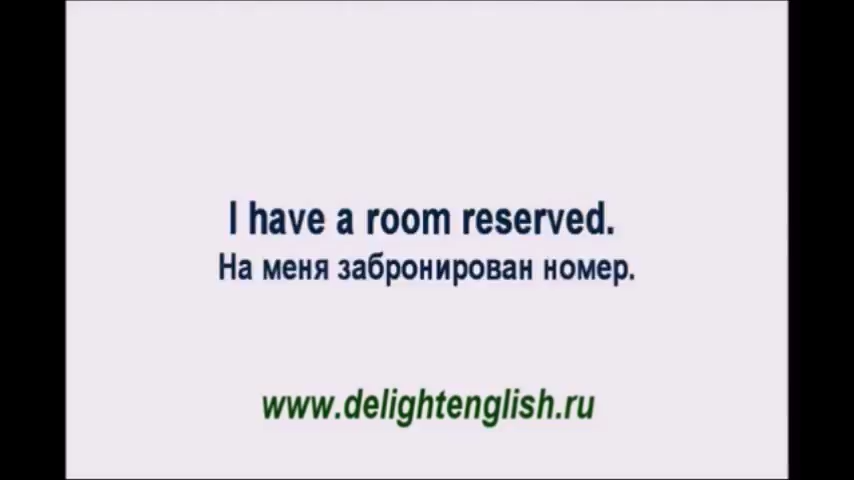 I have a room reserved.
На меня забронирован номер.
www.delightenglish.ru